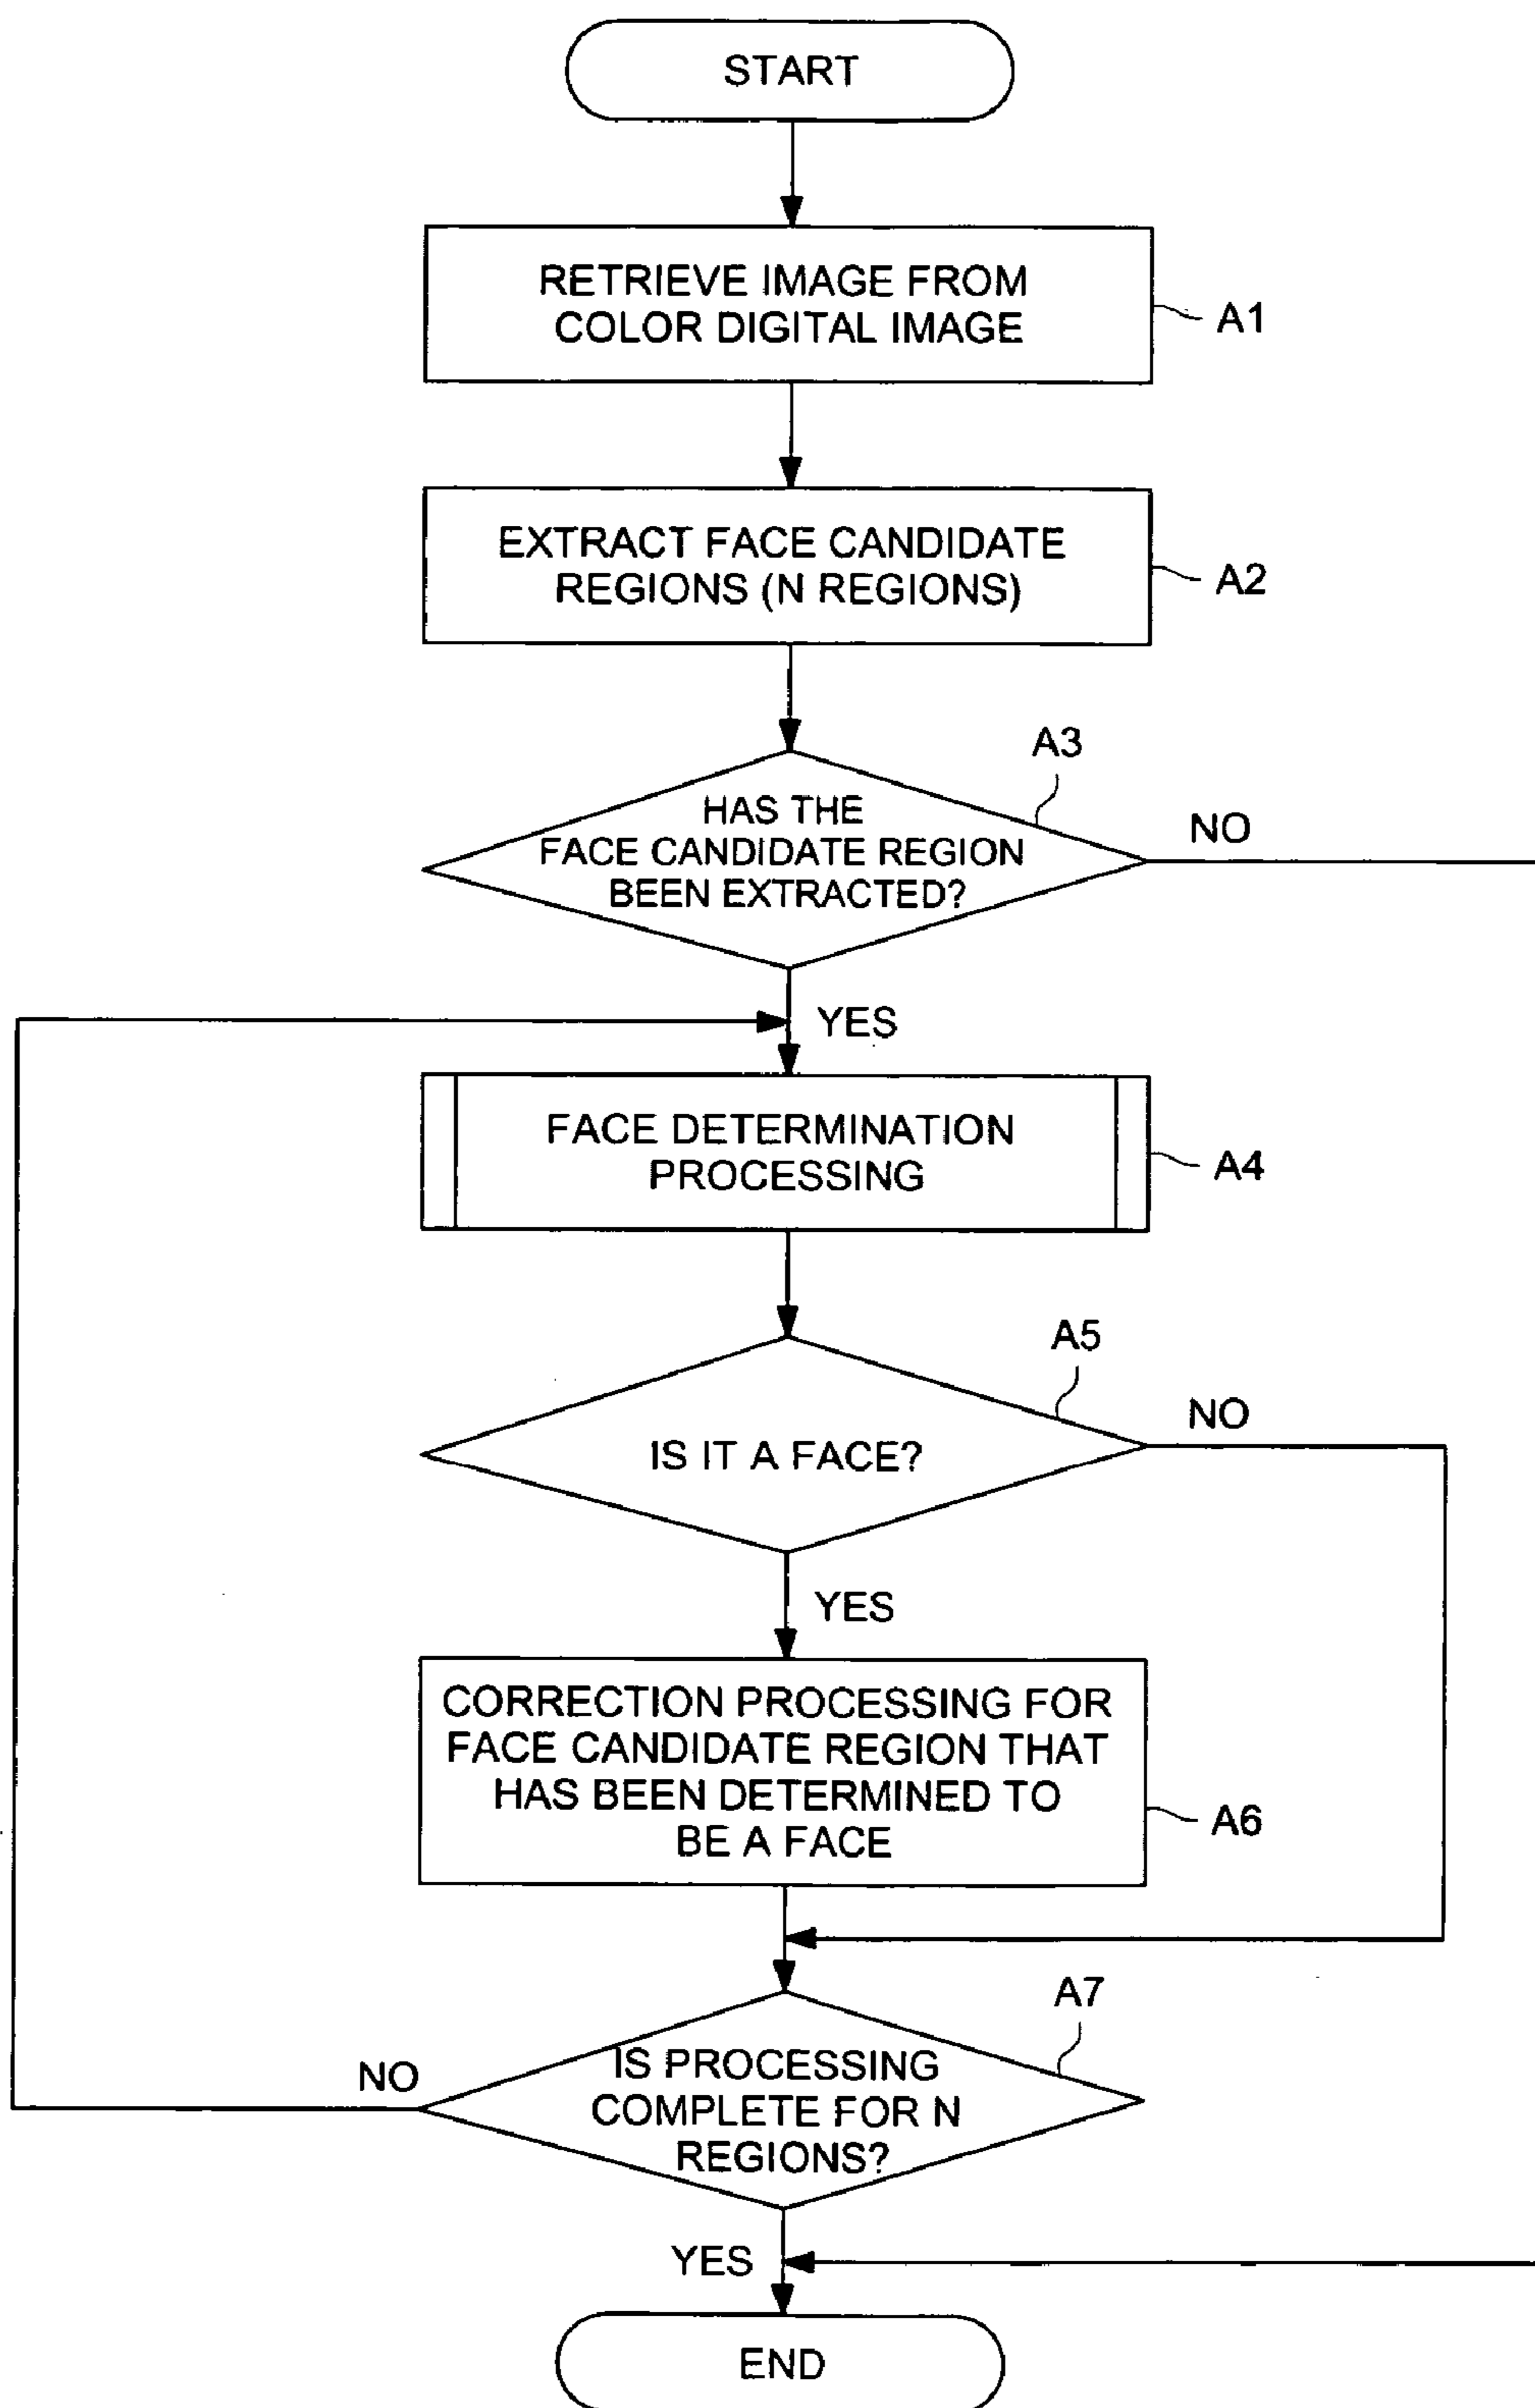 START
RETRIEVE IMAGE FROM
COLOR DIGITAL IMAGE
A1
EXTRACT FACE CANDIDATE
REGIONS (N REGIONS)
A2
A3
HAS THE
FACE CANDIDATE REGION
BEEN EXTRACTED?
NO
YES
FACE DETERMINATION
PROCESSING
A4
A5
IS IT A FACE?
NO
YES
CORRECTION PROCESSING FOR
FACE CANDIDATE REGION THAT
HAS BEEN DETERMINED TO
BE A FACE
A6
A7
IS PROCESSING
COMPLETE FOR N
REGIONS?
NO
YES
END